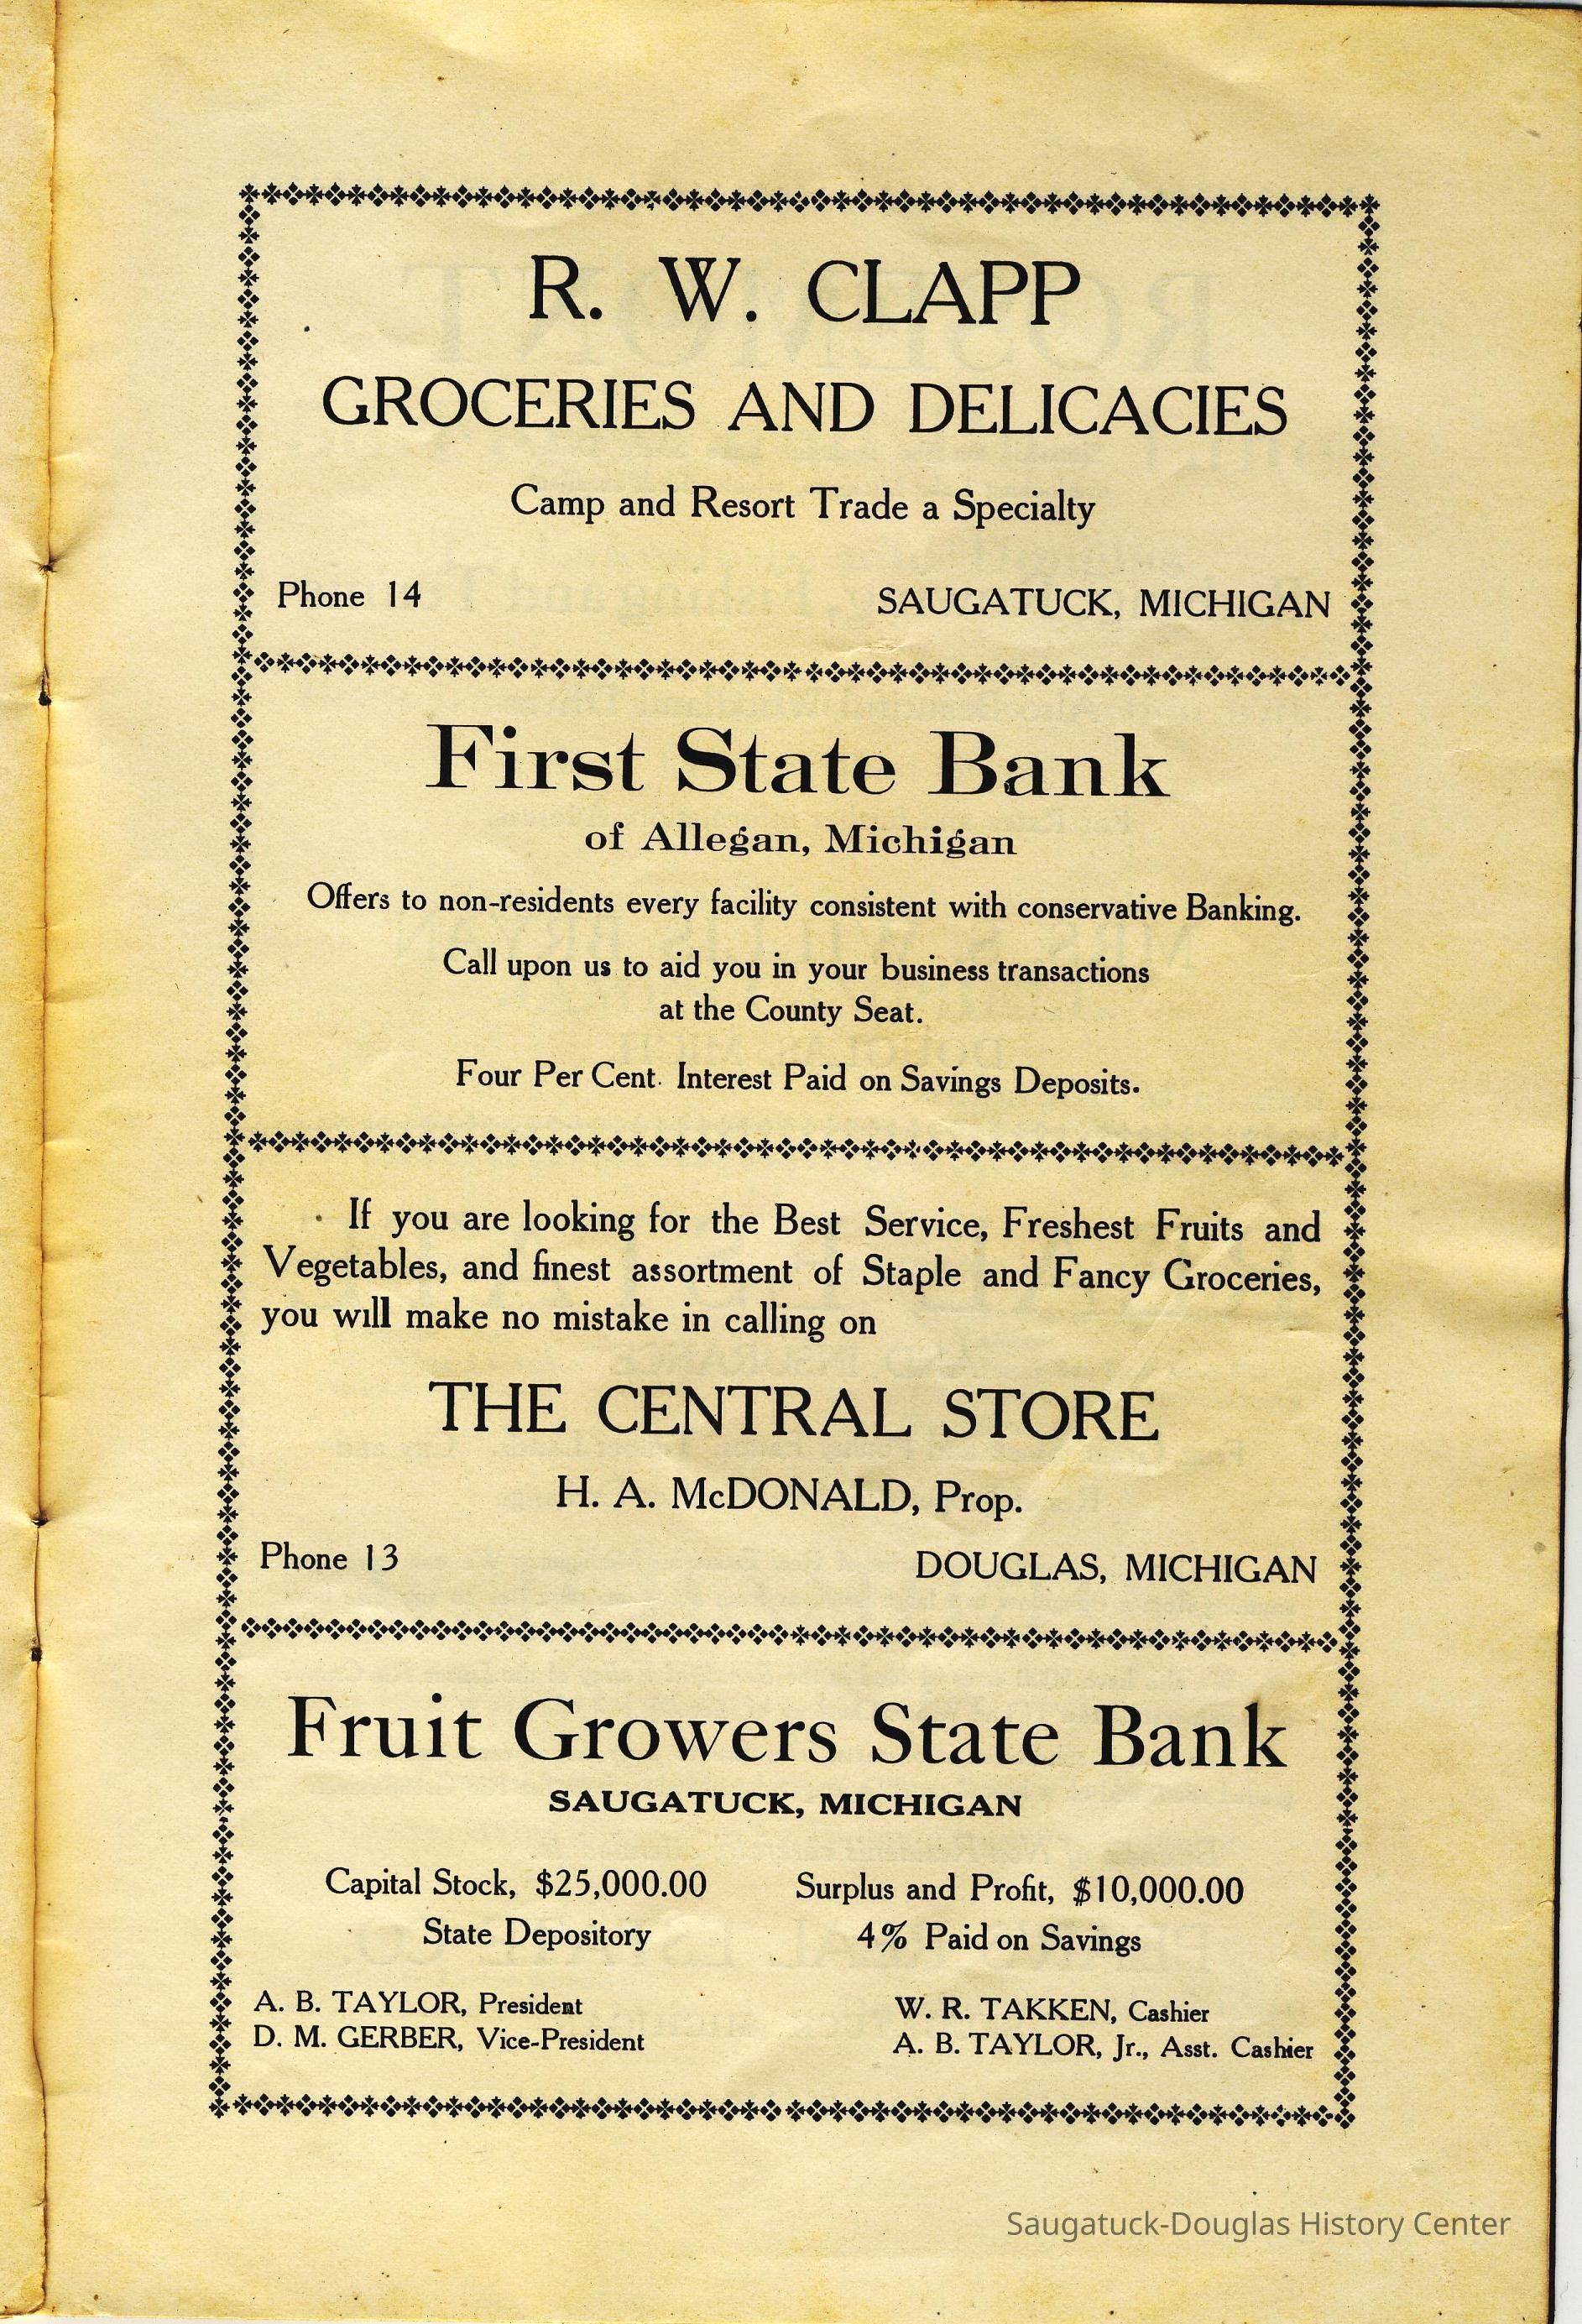 R. W. CLAPP
GROCERIES AND DELICACIES
Camp and Resort Trade a Specialty
Phone 14 SAUGATUCK, MICHIGAN
First State Bank
of Allegan, Michigan
Offers to non-residents every facility consistent with conservative Banking.
Call upon us to aid you in your business transactions
at the County Seat.
Four Per Cent. Interest Paid on Savings Deposits.
If you are looking for the Best Service, Freshest Fruits and
Vegetables, and finest assortment of Staple and Fancy Groceries,
you will make no mistake in calling on
THE CENTRAL STORE
H. A. McDONALD, Prop.
Phone 13 DOUGLAS, MICHIGAN
Fruit Growers State Bank
SAUGATUCK, MICHIGAN
Capital Stock, $25,000.00 Surplus and Profit, $10,000.00
State Depository 4% Paid on Savings
A. B. TAYLOR, President W. R. TAKKEN, Cashier
D. M. GERBER, Vice-President A. B. TAYLOR, Jr., Asst. Cashier
Saugatuck-Douglas History Center